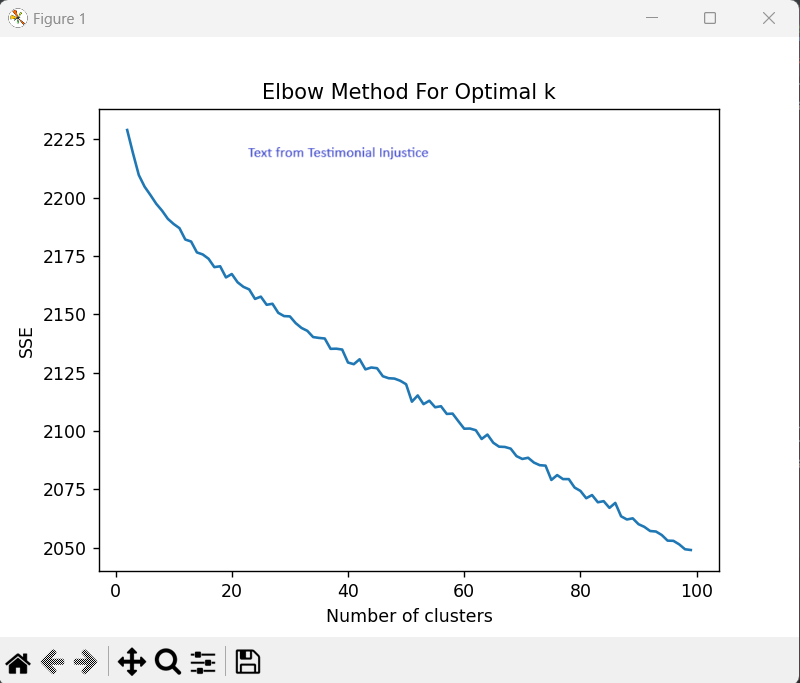 Figure 1
Elbow Method For Optimal k
Text from Testimonial Injustice
2225
2200
2175
2150
2125
2100
2075
2050
SSE
0 20 40 60 80 100
Number of clusters